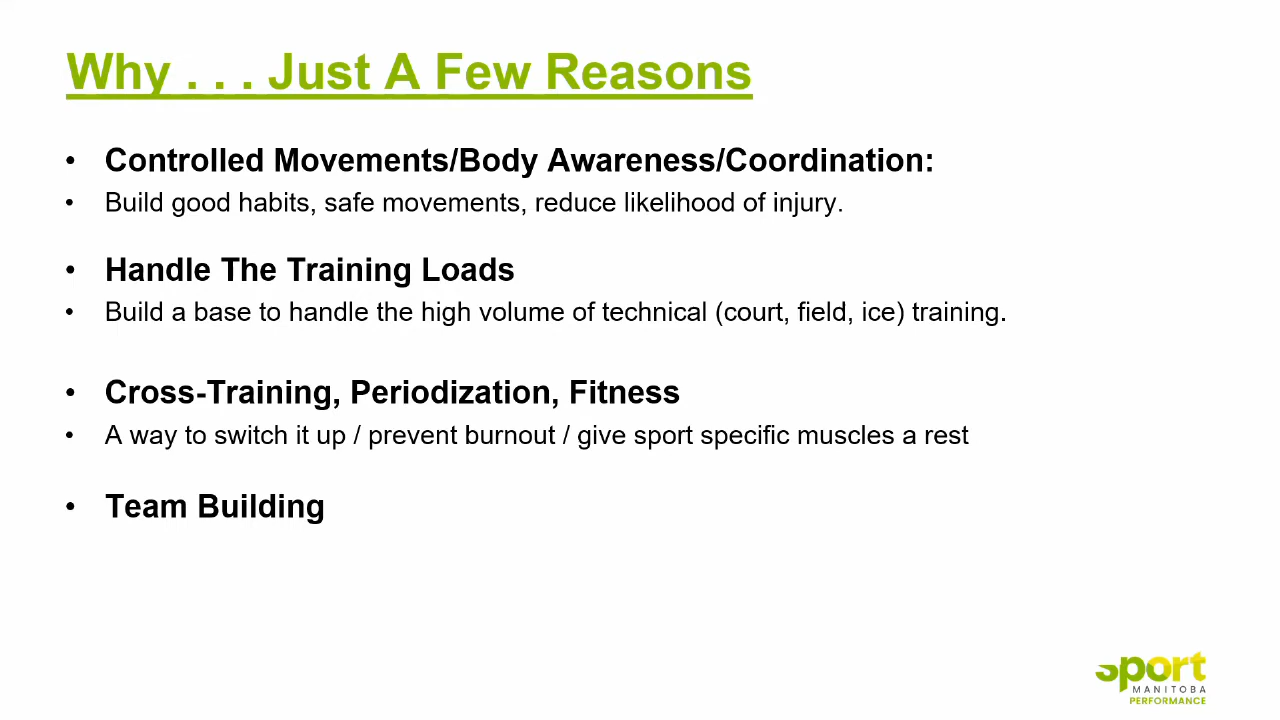 Why . . . Just A Few Reasons
• Controlled Movements/Body Awareness/Coordination:
• Build good habits, safe movements, reduce likelihood of injury.
• Handle The Training Loads
• Build a base to handle the high volume of technical (court, field, ice) training.
• Cross-Training, Periodization, Fitness
• A way to switch it up / prevent burnout / give sport specific muscles a rest
• Team Building
sport
MANITOBA
PERFORMANCE